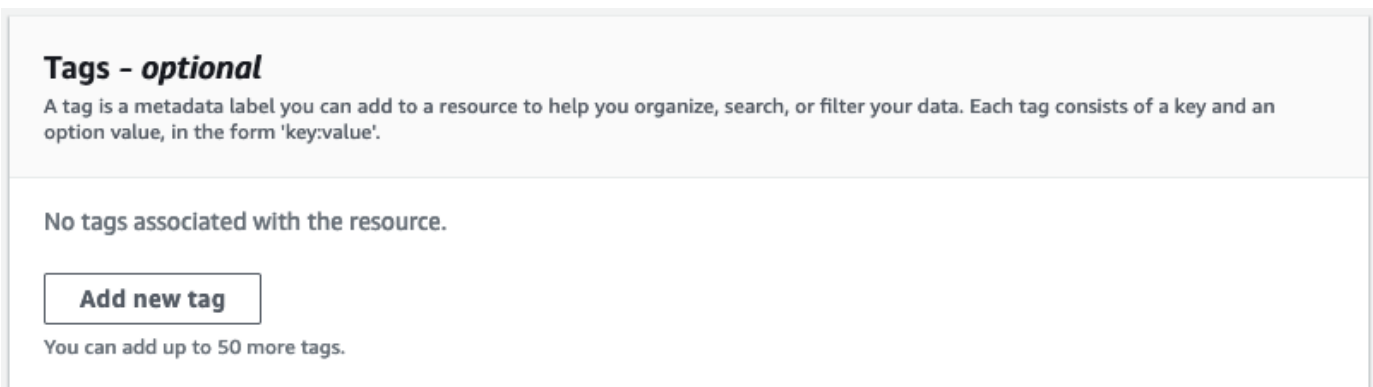 Tags – optional
A tag is a metadata label you can add to a resource to help you organize, search, or filter your data. Each tag consists of a key and an
option value, in the form 'key:value'.
No tags associated with the resource.
Add new tag
You can add up to 50 more tags.